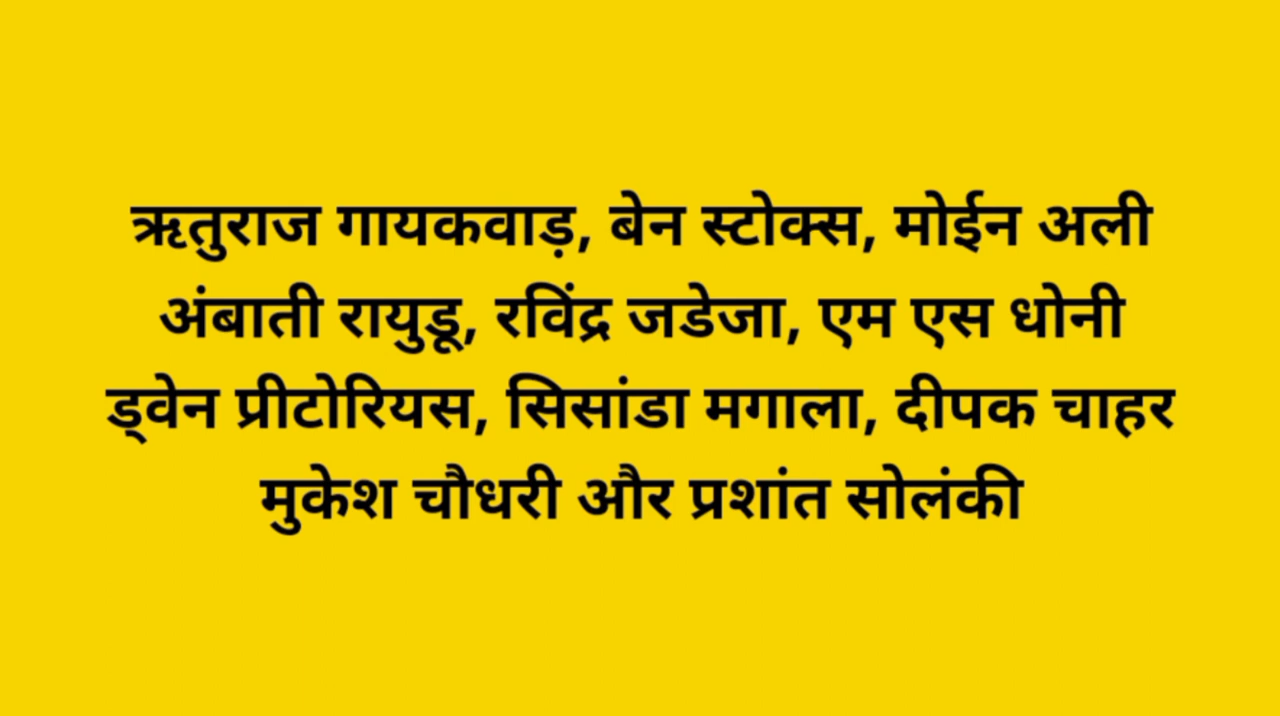 ऋतुराज गायकवाड़, बेन स्टोक्स, मोईन अली
अंबाती रायुडू, रविंद्र जडेजा, एम एस धोनी
ड्वेन प्रीटोरियस, सिसांडा मगाला, दीपक चाहर
मुकेश चौधरी और प्रशांत सोलंकी